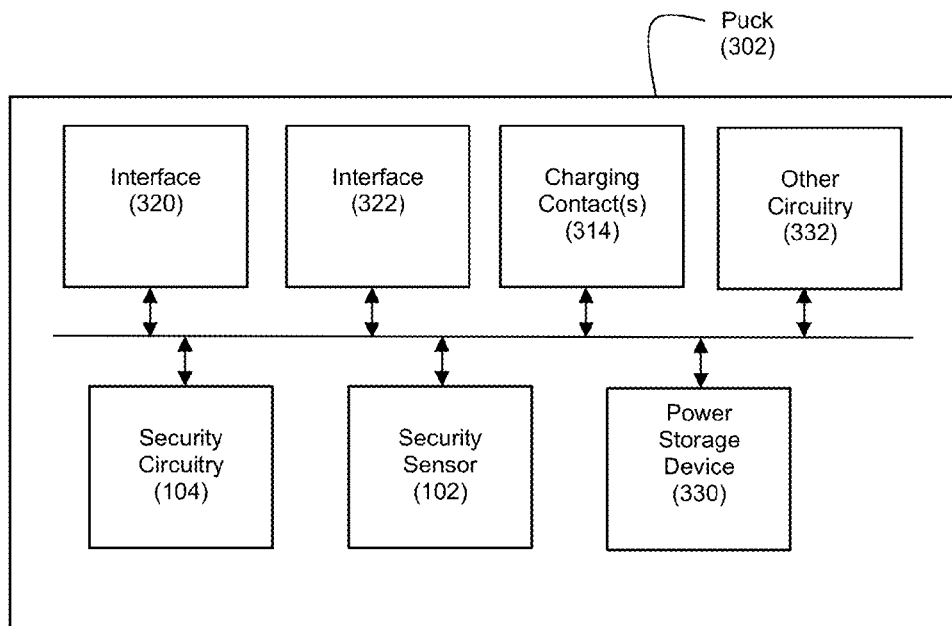 Puck
(302)
Interface
(320)
Interface
(322)
Charging
Contact(s)
(314)
Other
Circuitry
(332)
Security
Circuitry
(104)
Security
Sensor
(102)
Power
Storage
Device
(330)